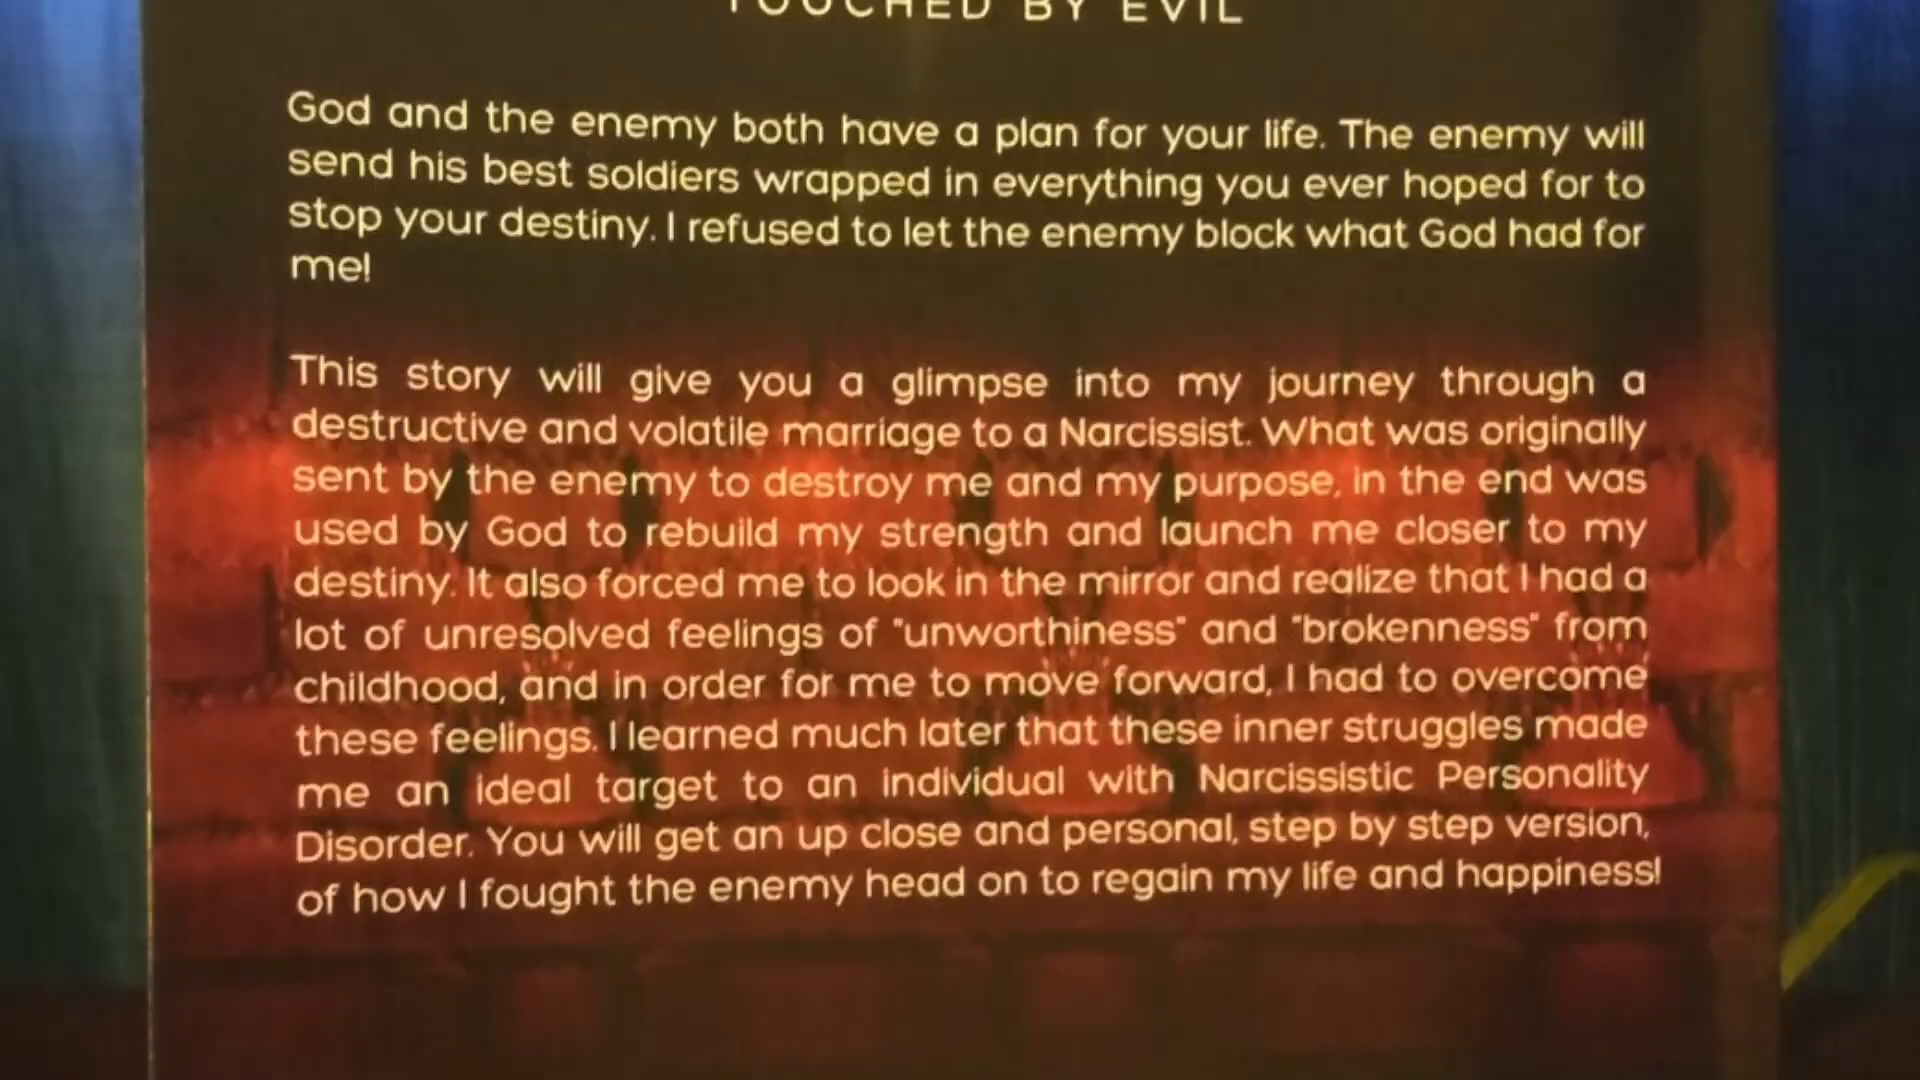 TOUCHED BY EVIL
God and the enemy both have a plan for your life. The enemy will
send his best soldiers wrapped in everything you ever hoped for to
stop your destiny. I refused to let the enemy block what God had for
me!
This story will give you a glimpse into my journey through a
destructive and volatile marriage to a Narcissist. What was originally
sent by the enemy to destroy me and my purpose, in the end was
used by God to rebuild my strength and launch me closer to my
destiny. It also forced me to look in the mirror and realize that I had a
lot of unresolved feelings of "unworthiness" and "brokenness" from
childhood, and in order for me to move forward, I had to overcome
these feelings. I learned much later that these inner struggles made
me an ideal target to an individual with Narcissistic Personality
Disorder. You will get an up close and personal, step by step version,
of how I fought the enemy head on to regain my life and happiness!